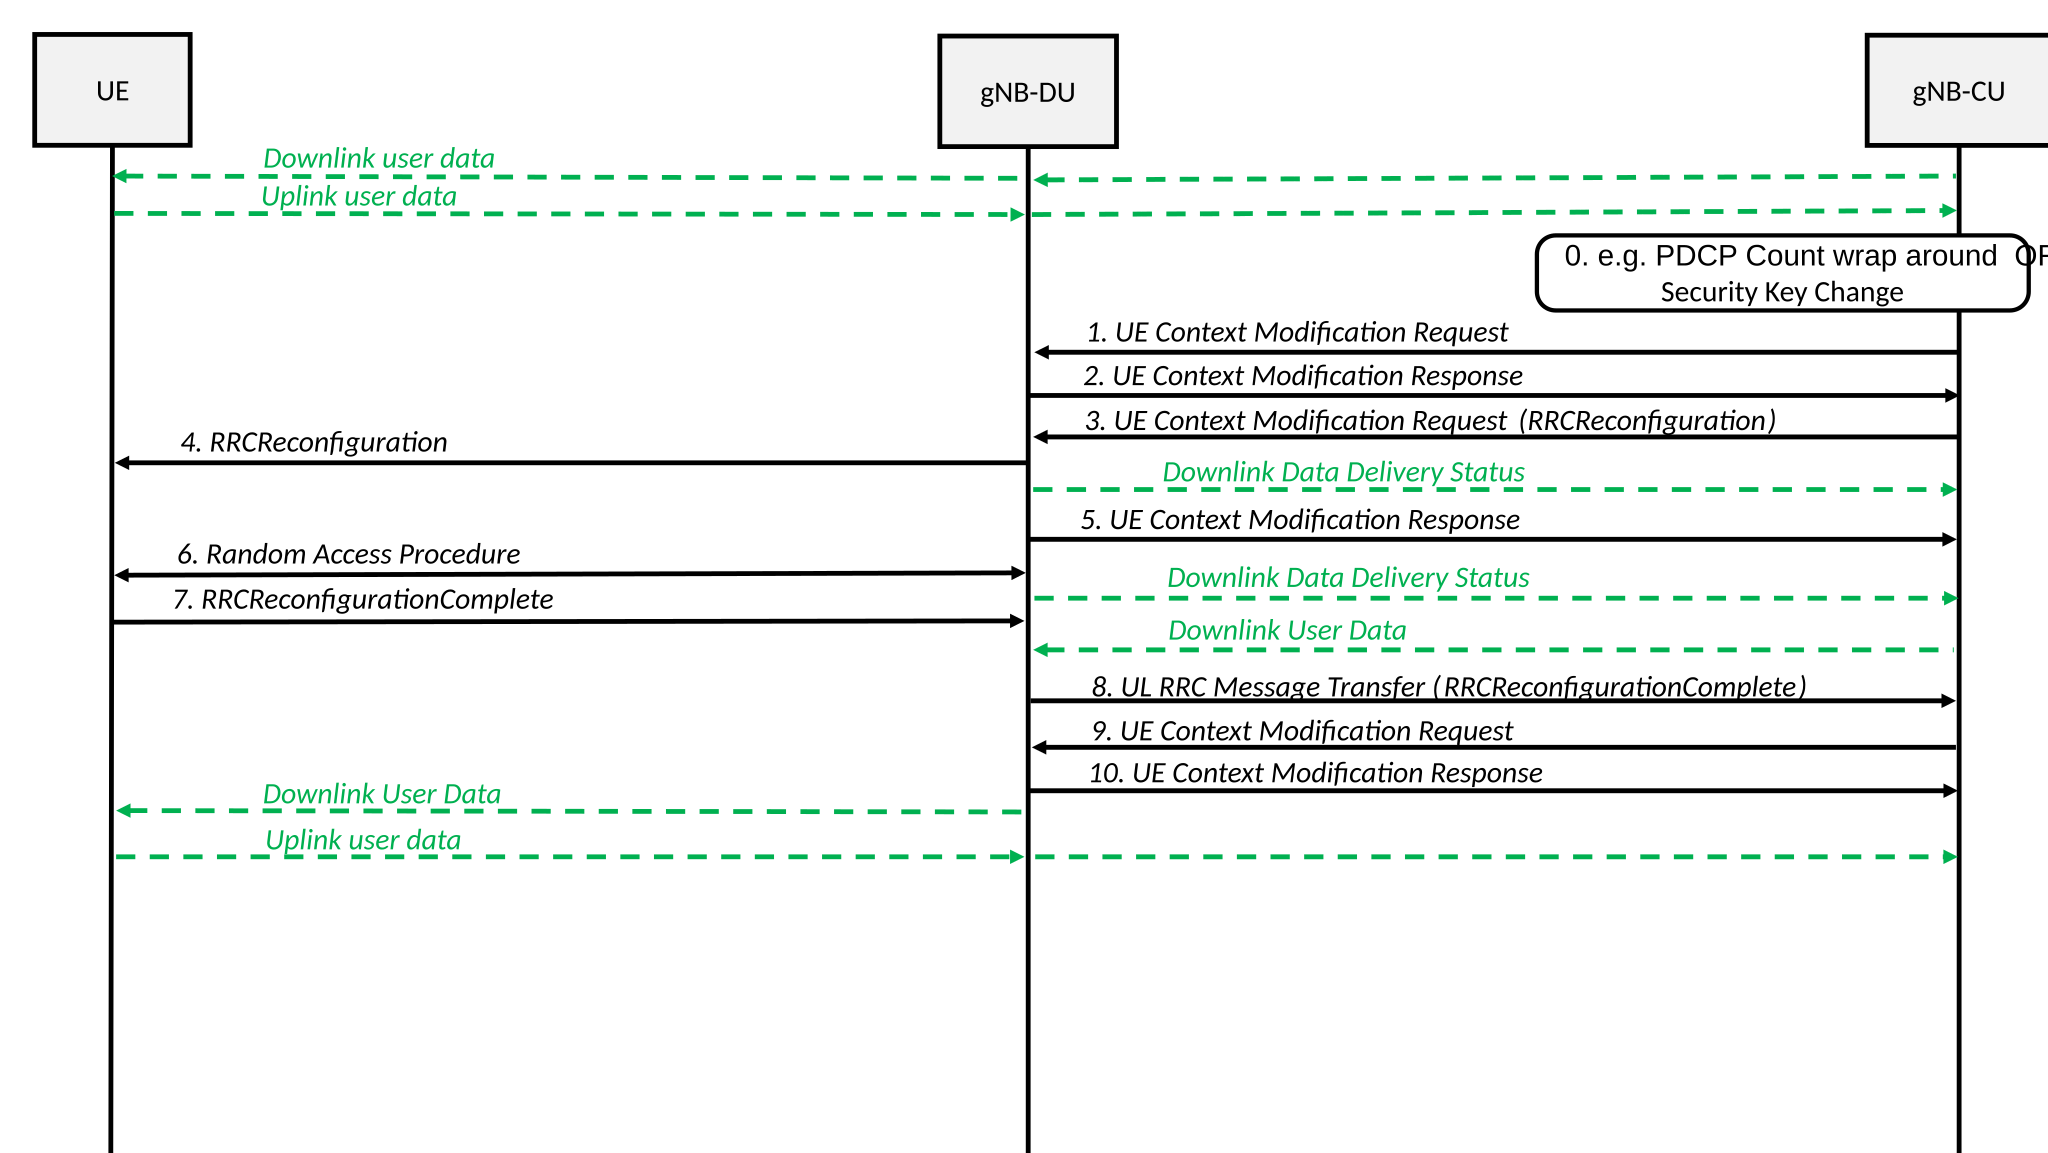 UE
gNB-DU
gNB-CU
Downlink user data
Uplink user data
0. e.g. PDCP Count wrap around
Security Key Change
1. UE Context Modification Request
2. UE Context Modification Response
3. UE Context Modification Request (RRCReconfiguration)
4. RRCReconfiguration
Downlink Data Delivery Status
5. UE Context Modification Response
6. Random Access Procedure
Downlink Data Delivery Status
7. RRCReconfigurationComplete
Downlink User Data
8. UL RRC Message Transfer (RRCReconfigurationComplete)
9. UE Context Modification Request
10. UE Context Modification Response
Downlink User Data
Uplink user data